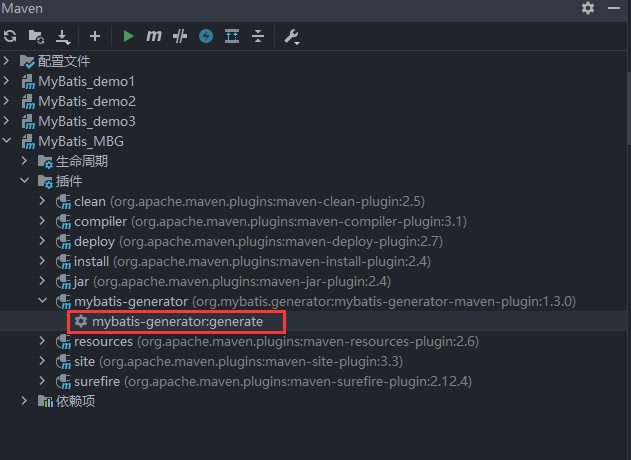 Maven
配置文件
MyBatis_demo1
MyBatis_demo2
MyBatis_demo3
MyBatis_MBG
生命周期
插件
clean (org.apache.maven.plugins:maven-clean-plugin:2.5)
compiler (org.apache.maven.plugins:maven-compiler-plugin:3.1)
deploy (org.apache.maven.plugins:maven-deploy-plugin:2.7)
install (org.apache.maven.plugins:maven-install-plugin:2.4)
jar (org.apache.maven.plugins:maven-jar-plugin:2.4)
mybatis-generator (org.mybatis.generator:mybatis-generator-maven-plugin:1.3.0)
mybatis-generator:generate
resources (org.apache.maven.plugins:maven-resources-plugin:2.6)
site (org.apache.maven.plugins:maven-site-plugin:3.3)
surefire (org.apache.maven.plugins:maven-surefire-plugin:2.12.4)
依赖项